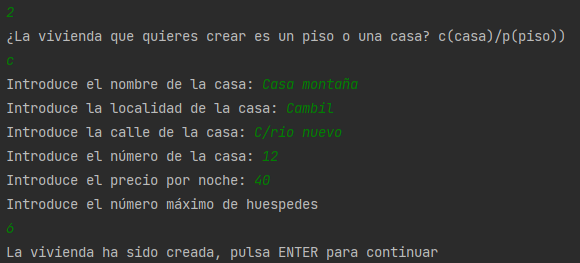 2
¿La vivienda que quieres crear es un piso o una casa? c(casa)/p(piso))
c
Introduce el nombre de la casa: Casa montaña
Introduce la localidad de la casa: Cambil
Introduce la calle de la casa: C/rio nuevo
Introduce el número de la casa: 12
Introduce el precio por noche: 40
Introduce el número máximo de huespedes
6
La vivienda ha sido creada, pulsa ENTER para continuar